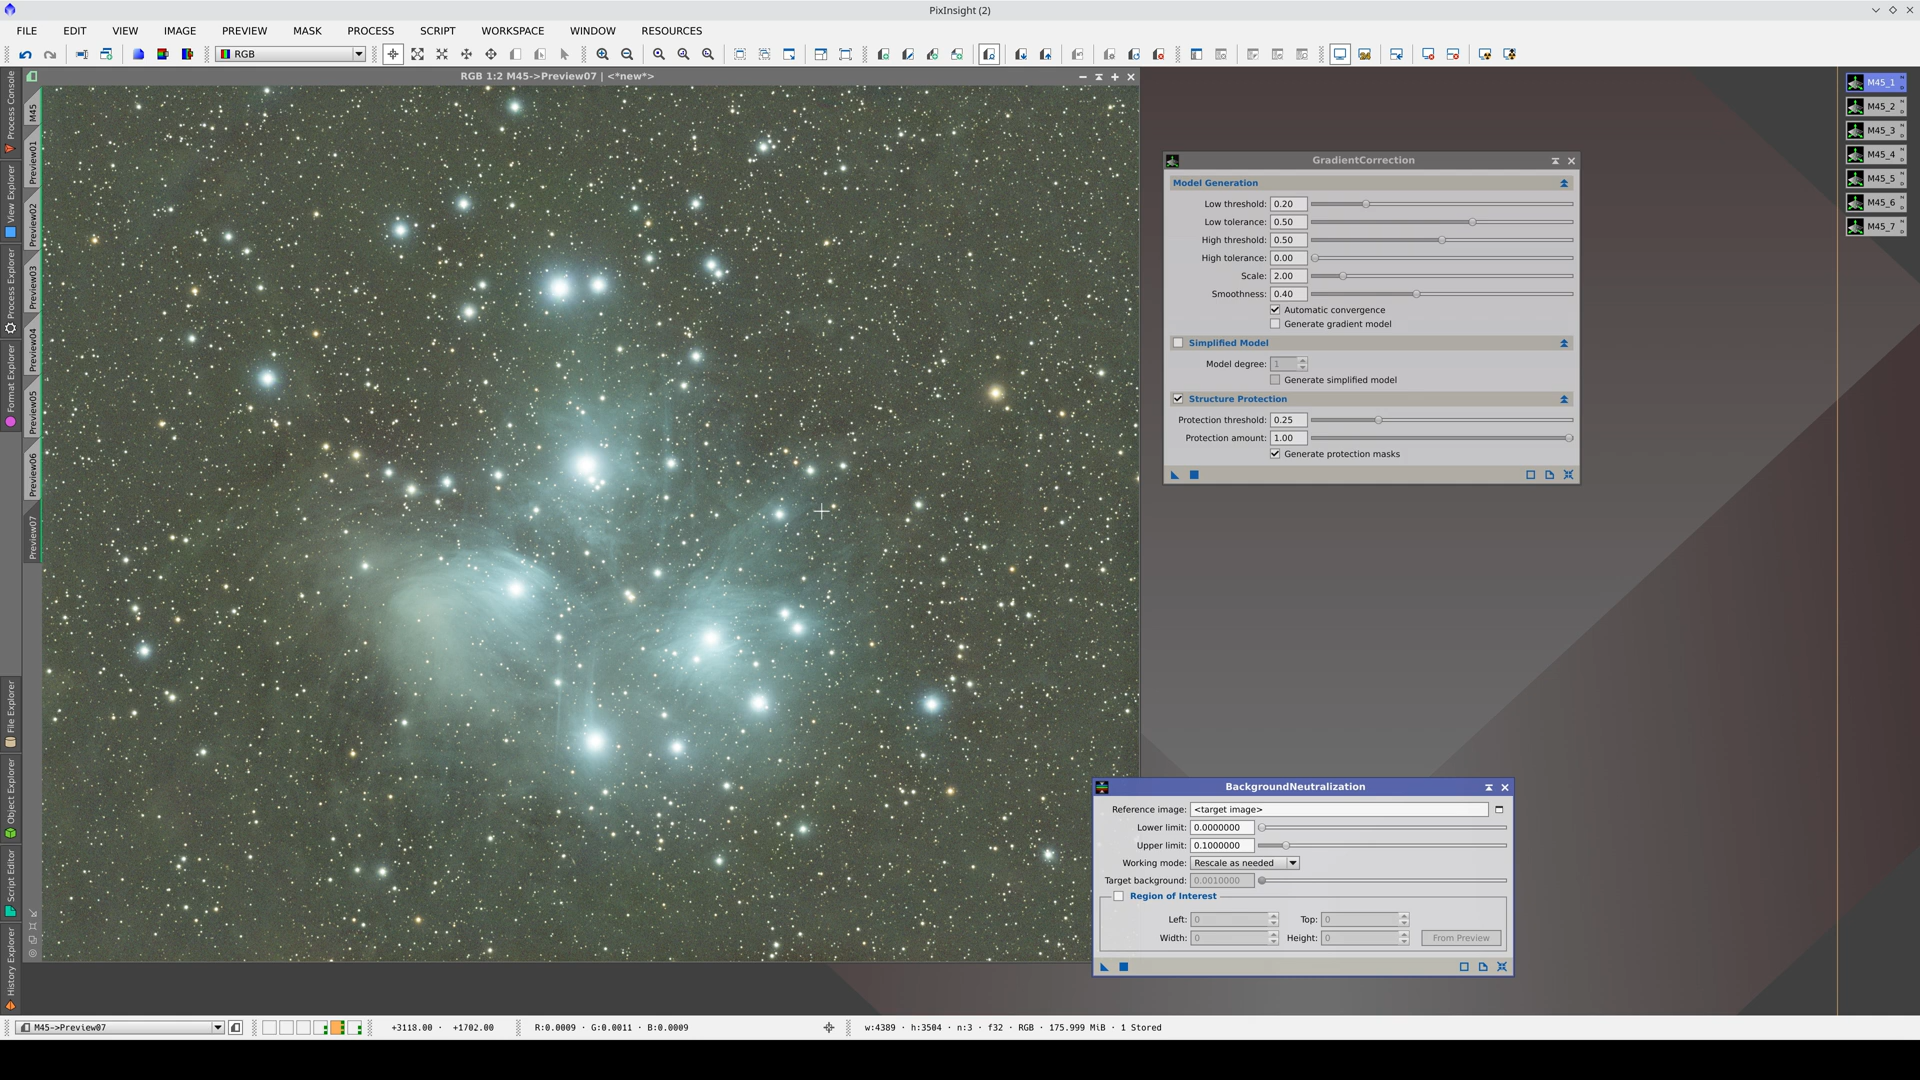 PixInsight (2)
FILE EDIT VIEW IMAGE PREVIEW MASK PROCESS SCRIPT WORKSPACE WINDOW RESOURCES
RGB
RGB 1:2 M45->Preview07 | <*new*>
Process Console
View Explorer
Process Explorer
Format Explorer
File Explorer
Object Explorer
Script Editor
History Explorer
M45
Preview01
Preview02
Preview03
Preview04
Preview05
Preview06
Preview07
M45_1
M45_2
M45_3
M45_4
M45_5
M45_6
M45_7
GradientCorrection
Model Generation
Low threshold: 0.20
Low tolerance: 0.50
High threshold: 0.50
High tolerance: 0.00
Scale: 2.00
Smoothness: 0.40
Automatic convergence
Generate gradient model
Simplified Model
Model degree: 1
Generate simplified model
Structure Protection
Protection threshold: 0.25
Protection amount: 1.00
Generate protection masks
BackgroundNeutralization
Reference image: <target image>
Lower limit: 0.0000000
Upper limit: 0.1000000
Working mode: Rescale as needed
Target background: 0.0010000
Region of Interest
Left: 0 Top: 0
Width: 0 Height: 0 From Preview
M45->Preview07
+3118.00 · +1702.00
R:0.0009 · G:0.0011 · B:0.0009
w:4389 · h:3504 · n:3 · f32 · RGB · 175.999 MiB · 1 Stored